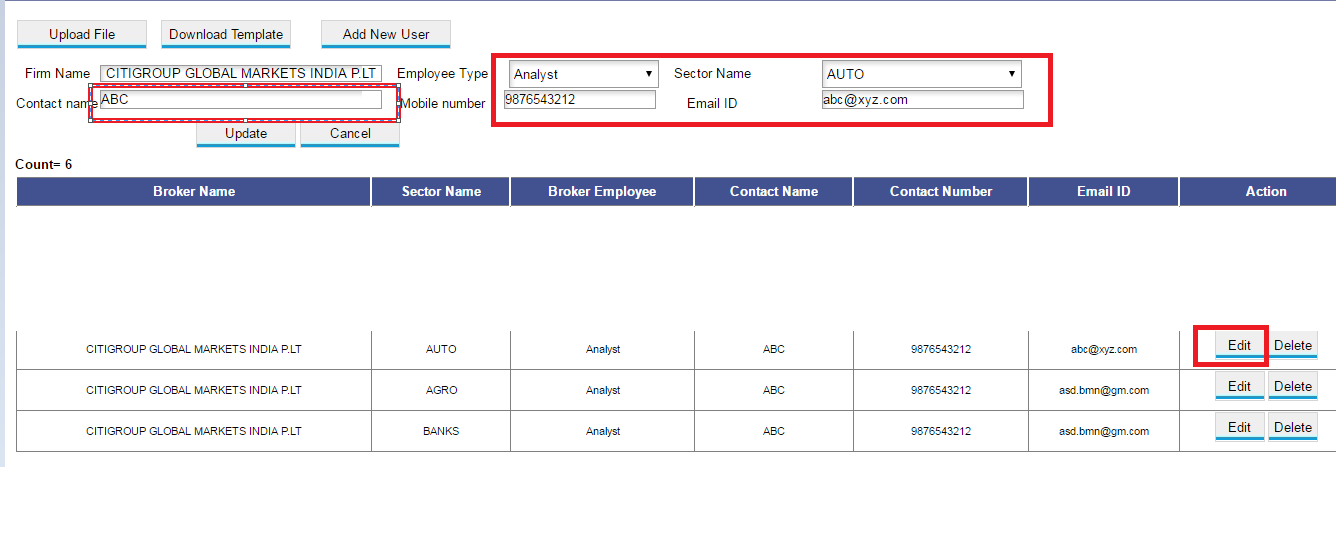 Upload File Download Template Add New User
Firm Name CITIGROUP GLOBAL MARKETS INDIA P.LT Employee Type Analyst Sector Name AUTO
Contact name ABC Mobile number 9876543212 Email ID abc@xyz.com
Update Cancel
Count= 6
Broker Name Sector Name Broker Employee Contact Name Contact Number Email ID Action
CITIGROUP GLOBAL MARKETS INDIA P.LT AUTO Analyst ABC 9876543212 abc@xyz.com Edit Delete
CITIGROUP GLOBAL MARKETS INDIA P.LT AGRO Analyst ABC 9876543212 asd.bmn@gm.com Edit Delete
CITIGROUP GLOBAL MARKETS INDIA P.LT BANKS Analyst ABC 9876543212 asd.bmn@gm.com Edit Delete